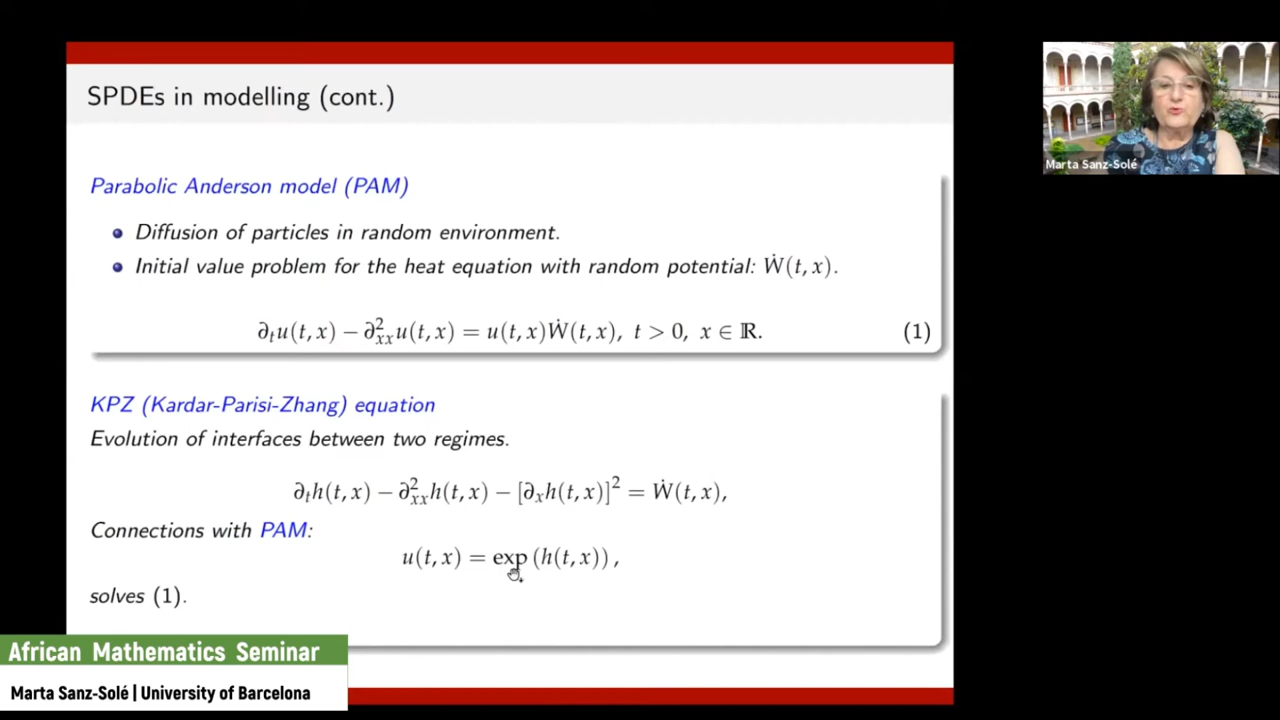 SPDEs in modelling (cont.)
Parabolic Anderson model (PAM)
Diffusion of particles in random environment.
Initial value problem for the heat equation with random potential: Ẇ(t, x).
∂ₜu(t, x) − ∂²ₓₓu(t, x) = u(t, x)Ẇ(t, x), t > 0, x ∈ ℝ. (1)
KPZ (Kardar-Parisi-Zhang) equation
Evolution of interfaces between two regimes.
∂ₜh(t, x) − ∂²ₓₓh(t, x) − [∂ₓh(t, x)]² = Ẇ(t, x),
Connections with PAM:
u(t, x) = exp (h(t, x)) ,
solves (1).
Marta Sanz-Solé
African Mathematics Seminar
Marta Sanz-Solé | University of Barcelona